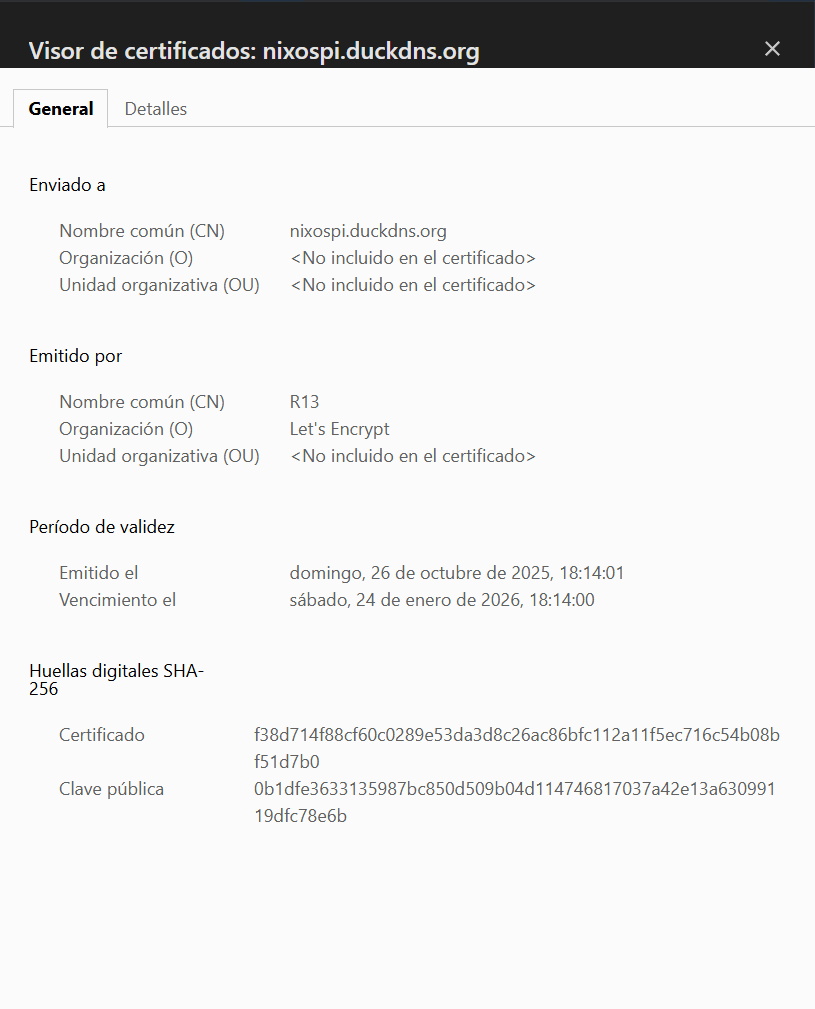 Visor de certificados: nixospi.duckdns.org
General Detalles
Enviado a
Nombre común (CN) nixospi.duckdns.org
Organización (O) <No incluido en el certificado>
Unidad organizativa (OU) <No incluido en el certificado>
Emitido por
Nombre común (CN) R13
Organización (O) Let's Encrypt
Unidad organizativa (OU) <No incluido en el certificado>
Período de validez
Emitido el domingo, 26 de octubre de 2025, 18:14:01
Vencimiento el sábado, 24 de enero de 2026, 18:14:00
Huellas digitales SHA-
256
Certificado f38d714f88cf60c0289e53da3d8c26ac86bfc112a11f5ec716c54b08b
f51d7b0
Clave pública 0b1dfe3633135987bc850d509b04d114746817037a42e13a630991
19dfc78e6b